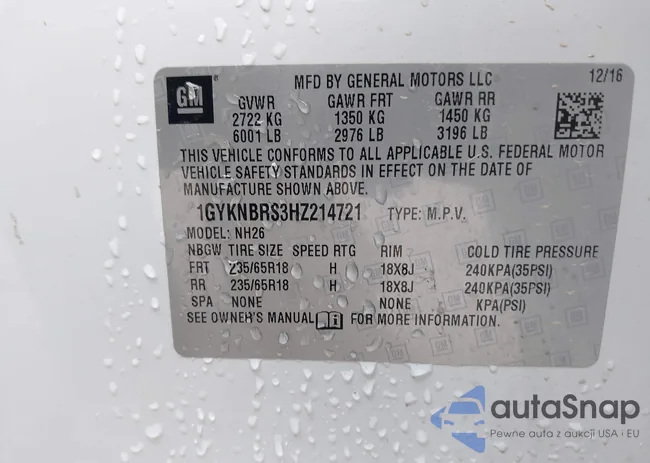 GM
MFD BY GENERAL MOTORS LLC 12/16
GVWR GAWR FRT GAWR RR
2722 KG 1350 KG 1450 KG
6001 LB 2976 LB 3196 LB
THIS VEHICLE CONFORMS TO ALL APPLICABLE U.S. FEDERAL MOTOR
VEHICLE SAFETY STANDARDS IN EFFECT ON THE DATE OF
MANUFACTURE SHOWN ABOVE.
1GYKNBRS3HZ214721 TYPE: M.P.V.
MODEL: NH26
NBGW TIRE SIZE SPEED RTG RIM COLD TIRE PRESSURE
FRT 235/65R18 H 18X8J 240KPA(35PSI)
RR 235/65R18 H 18X8J 240KPA(35PSI)
SPA NONE NONE KPA(PSI)
SEE OWNER'S MANUAL FOR MORE INFORMATION.
autaSnap
Pewne auta z aukcji USA i EU